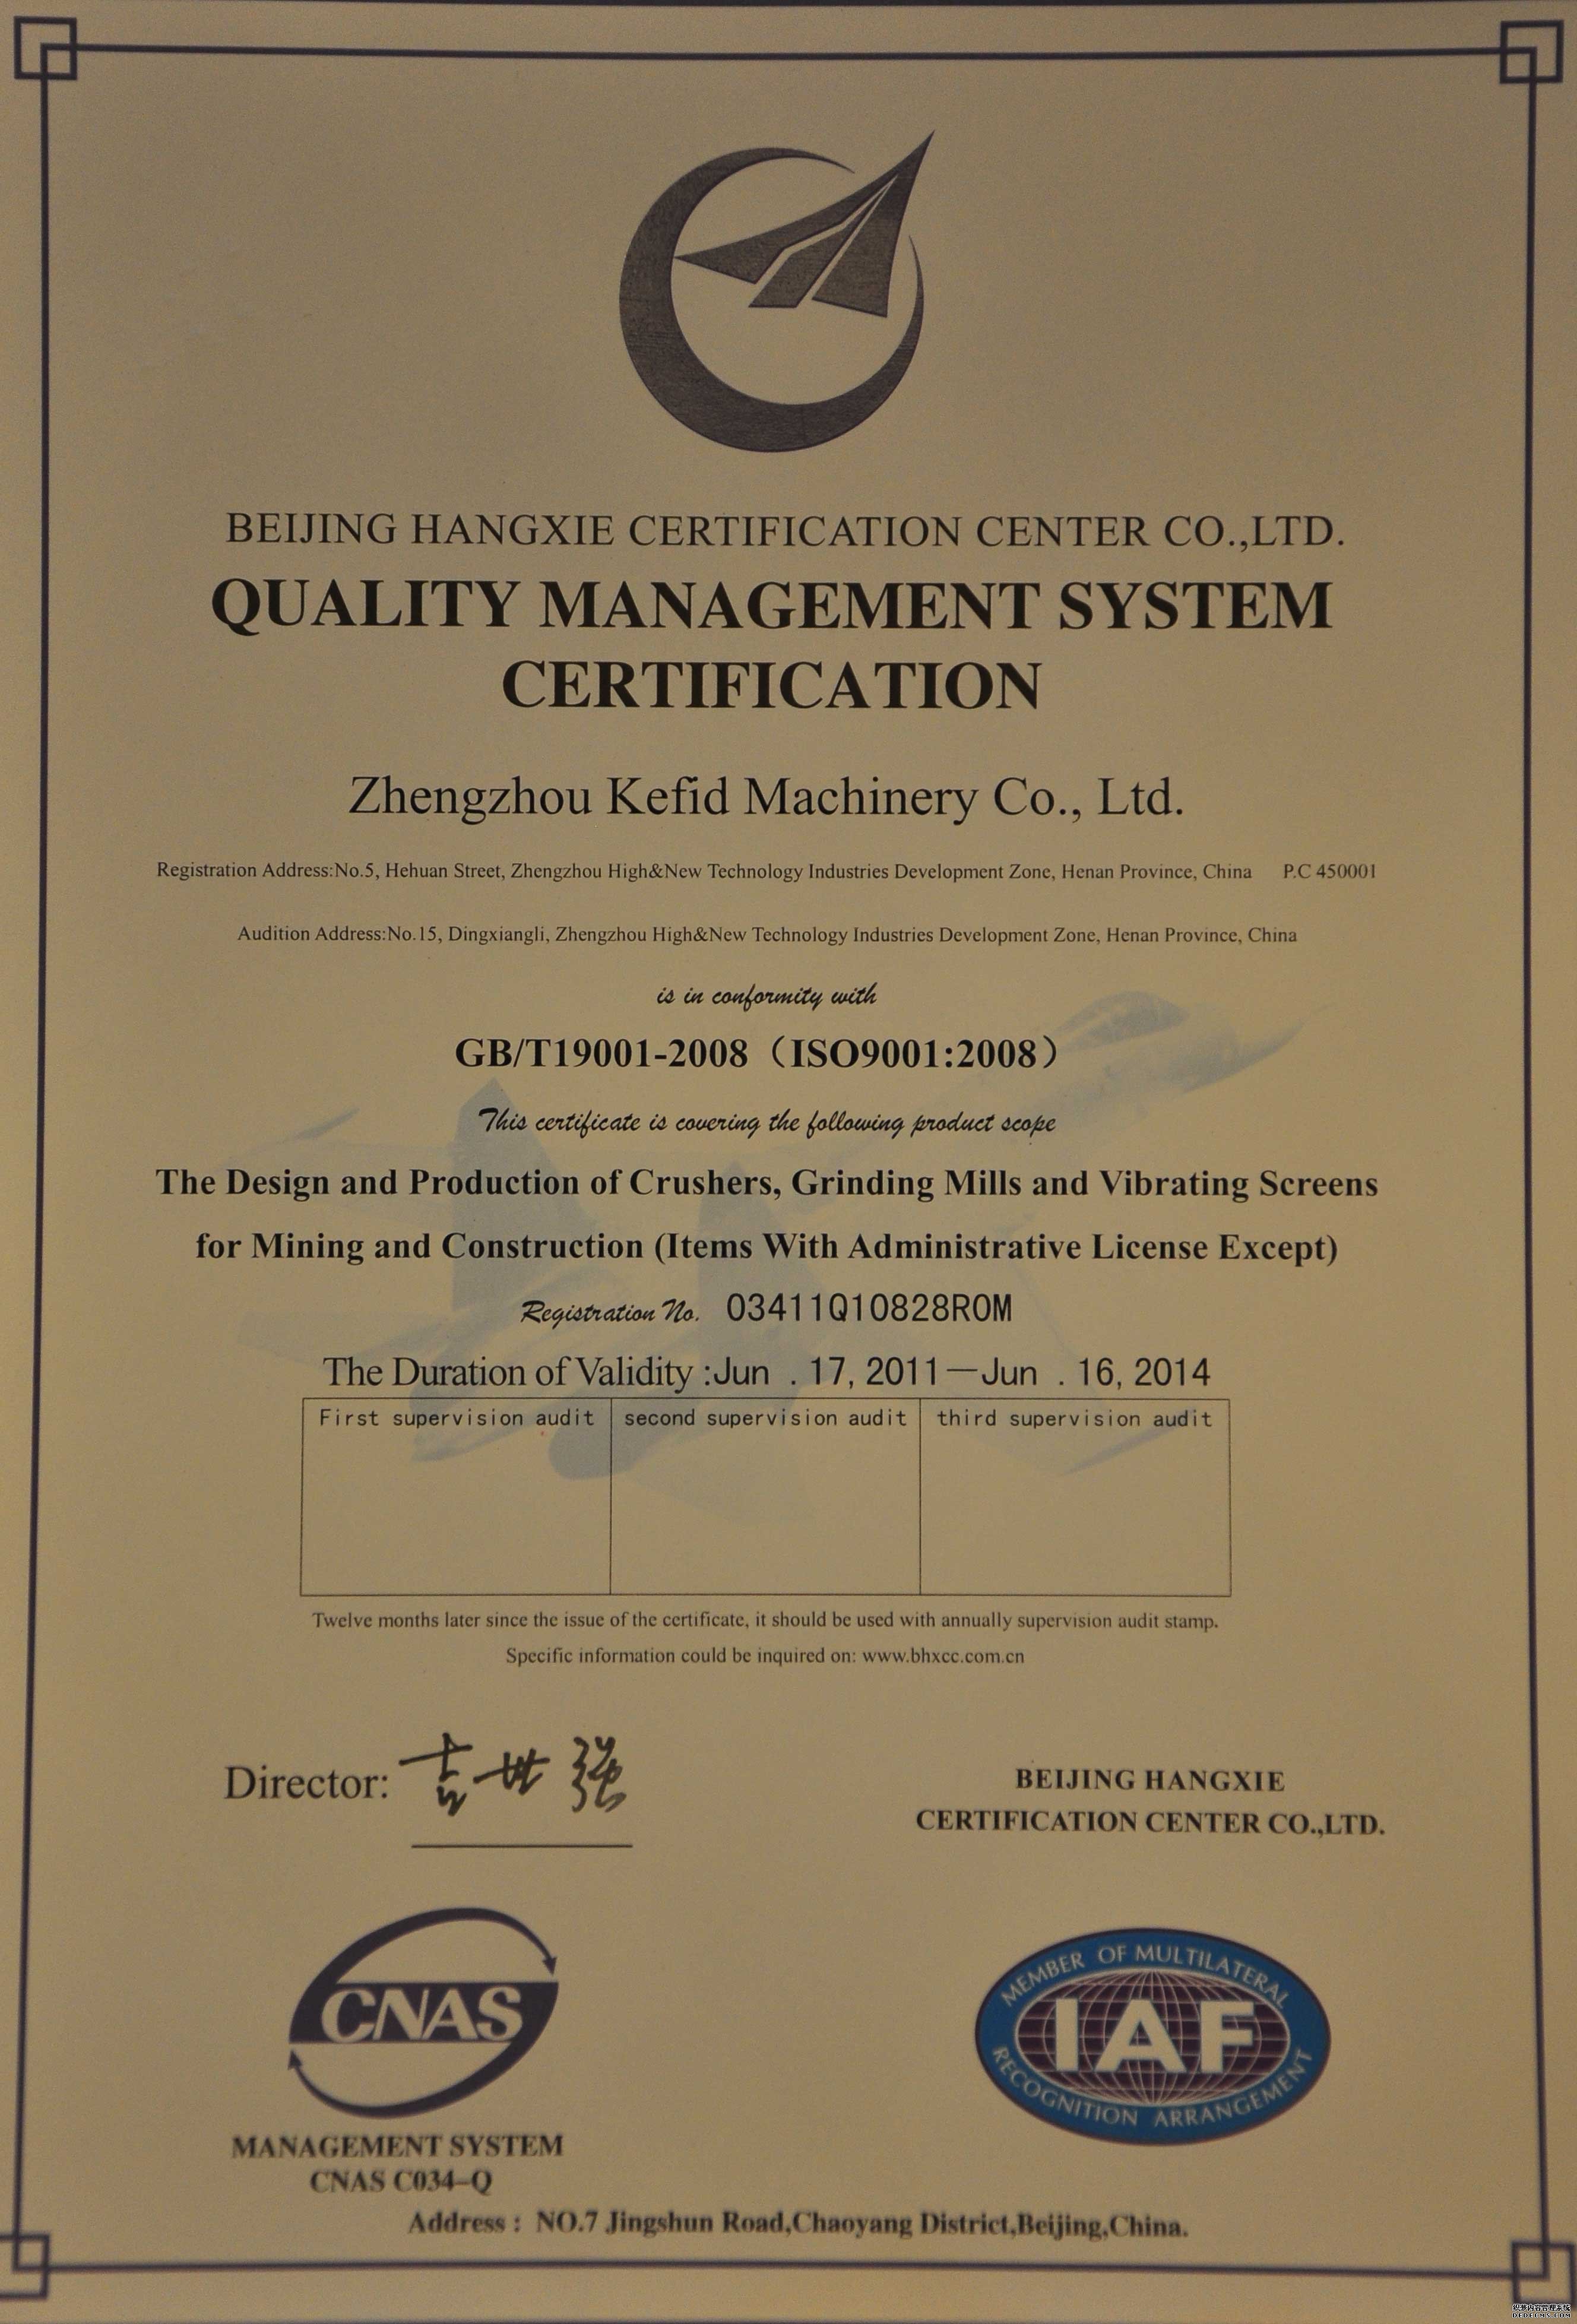 BEIJING HANGXIE CERTIFICATION CENTER CO.,LTD.
QUALITY MANAGEMENT SYSTEM
CERTIFICATION
Zhengzhou Kefid Machinery Co., Ltd.
Registration Address:No.5, Hehuan Street, Zhengzhou High&New Technology Industries Development Zone, Henan Province, China P.C 450001
Audition Address:No.15, Dingxiangli, Zhengzhou High&New Technology Industries Development Zone, Henan Province, China
is in conformity with
GB/T19001-2008（ISO9001:2008）
This certificate is covering the following product scope
The Design and Production of Crushers, Grinding Mills and Vibrating Screens
for Mining and Construction (Items With Administrative License Except)
Registration No. 03411Q10828ROM
The Duration of Validity :Jun . 17, 2011—Jun . 16, 2014
First supervision audit second supervision audit third supervision audit
Twelve months later since the issue of the certificate, it should be used with annually supervision audit stamp.
Specific information could be inquired on: www.bhxcc.com.cn
Director: 吉世强
BEIJING HANGXIE
CERTIFICATION CENTER CO.,LTD.
CNAS
MANAGEMENT SYSTEM
CNAS C034-Q
MEMBER OF MULTILATERAL
IAF
RECOGNITION ARRANGEMENT
Address : NO.7 Jingshun Road,Chaoyang District,Beijing,China.